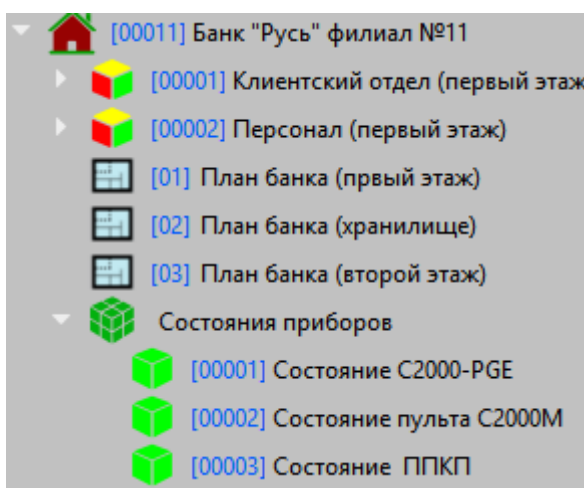 [00011] Банк "Русь" филиал №11
[00001] Клиентский отдел (первый этаж
[00002] Персонал (первый этаж)
[01] План банка (првый этаж)
[02] План банка (хранилище)
[03] План банка (второй этаж)
Состояния приборов
[00001] Состояние С2000-PGE
[00002] Состояние пульта С2000М
[00003] Состояние ППКП